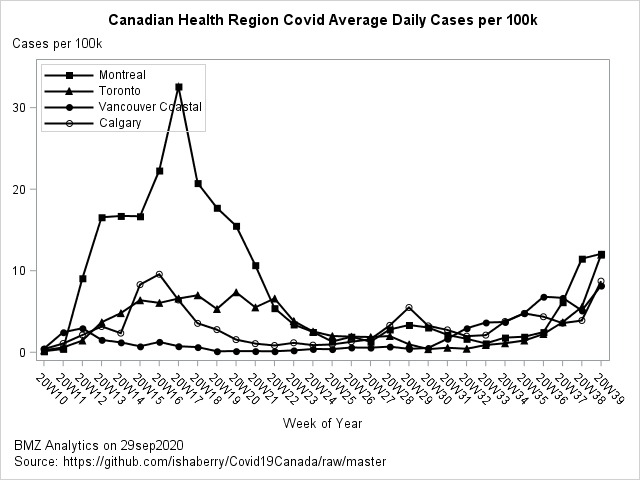 Canadian Health Region Covid Average Daily Cases per 100k
Cases per 100k
Montreal
Toronto
Vancouver Coastal
Calgary
30
20
10
0
20W10
20W11
20W12
20W13
20W14
20W15
20W16
20W17
20W18
20W19
20W20
20W21
20W22
20W23
20W24
20W25
20W26
20W27
20W28
20W29
20W30
20W31
20W32
20W33
20W34
20W35
20W36
20W37
20W38
20W39
Week of Year
BMZ Analytics on 29sep2020
Source: https://github.com/ishaberry/Covid19Canada/raw/master